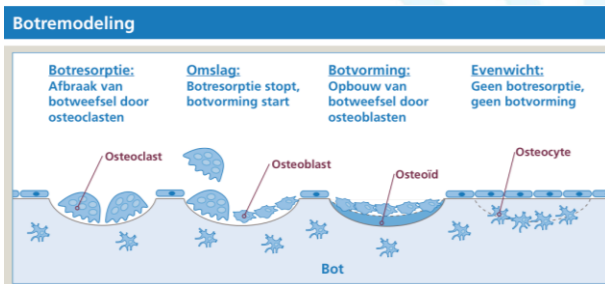 Botremodeling
Botresorptie:
Afbraak van
botweefsel door
osteoclasten
Omslag:
Botresorptie stopt,
botvorming start
Botvorming:
Opbouw van
botweefsel door
osteoblasten
Evenwicht:
Geen botresorptie,
geen botvorming
Osteoclast
Osteoblast
Osteoïd
Osteocyte
Bot